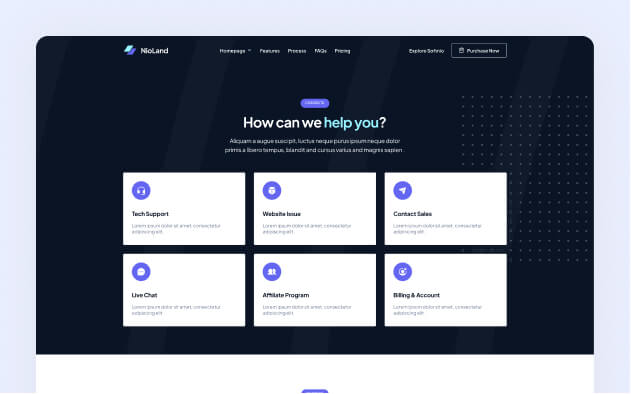 NioLand
Homepage Features Process FAQs Pricing
Explore Softnio Purchase Now
How can we help you?
Aliquam a augue suscipit, luctus neque purus ipsum neque dolor
primis a libero tempus, blandit and cursus varius and magnis sapien
Tech Support
Lorem ipsum dolor sit amet, consectetur
adipiscing elit.
Website Issue
Lorem ipsum dolor sit amet, consectetur
adipiscing elit.
Contact Sales
Lorem ipsum dolor sit amet, consectetur
adipiscing elit.
Live Chat
Lorem ipsum dolor sit amet, consectetur
adipiscing elit.
Affiliate Program
Lorem ipsum dolor sit amet, consectetur
adipiscing elit.
Billing & Account
Lorem ipsum dolor sit amet, consectetur
adipiscing elit.